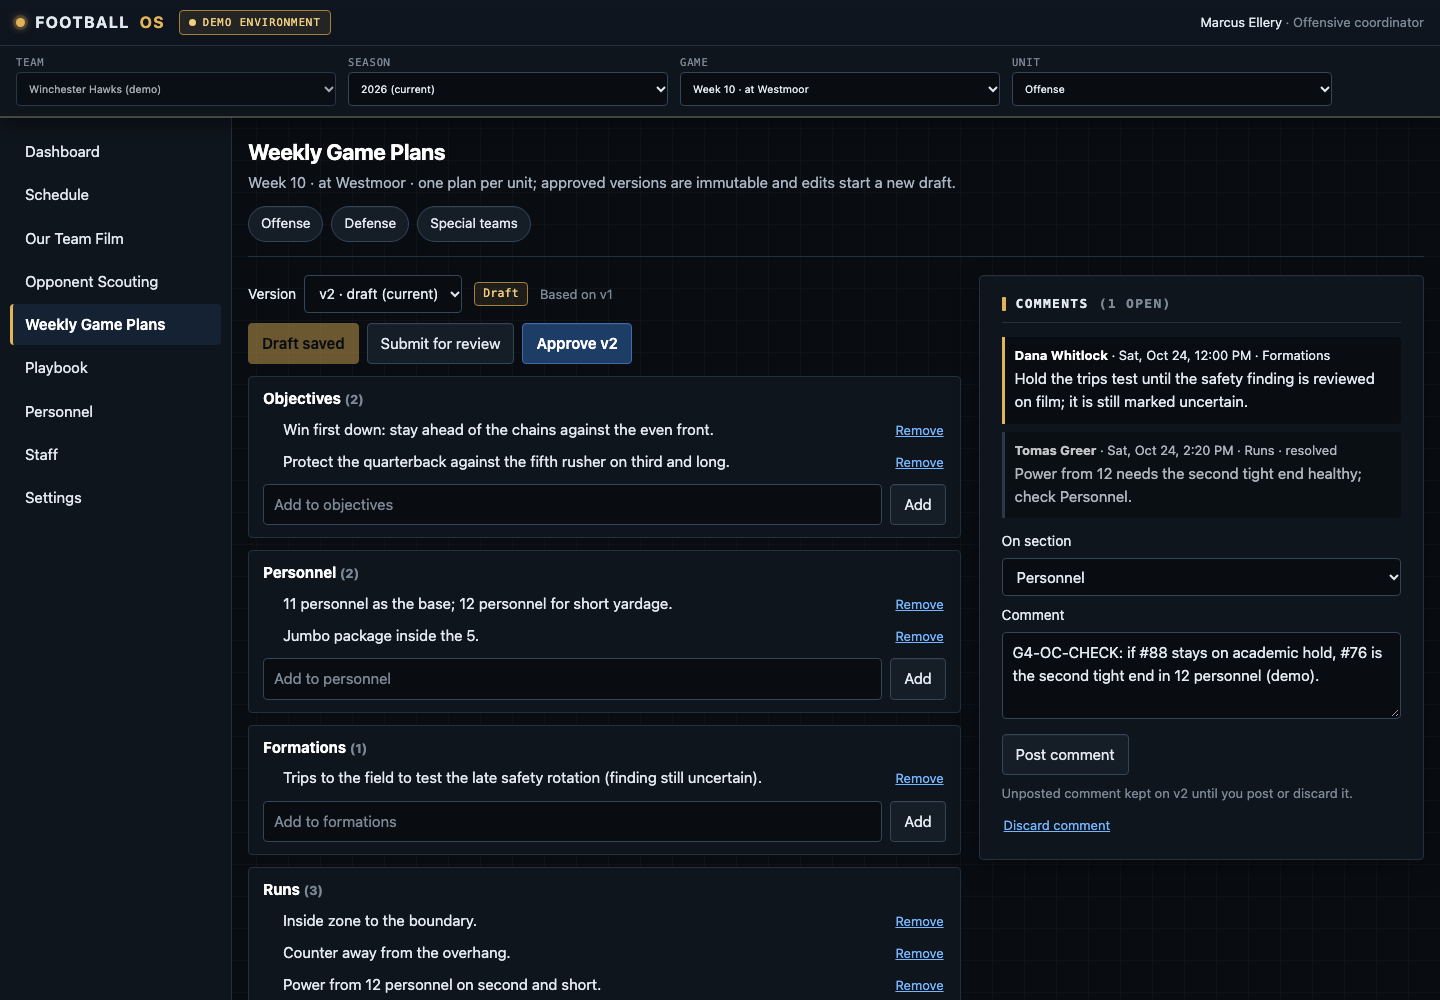 FOOTBALL OS
DEMO ENVIRONMENT
Marcus Ellery · Offensive coordinator
TEAM
Winchester Hawks (demo)
SEASON
2026 (current)
GAME
Week 10 · at Westmoor
UNIT
Offense
Dashboard
Schedule
Our Team Film
Opponent Scouting
Weekly Game Plans
Playbook
Personnel
Staff
Settings
Weekly Game Plans
Week 10 · at Westmoor · one plan per unit; approved versions are immutable and edits start a new draft.
Offense
Defense
Special teams
Version
v2 · draft (current)
Draft
Based on v1
Draft saved
Submit for review
Approve v2
Objectives (2)
Win first down: stay ahead of the chains against the even front.
Remove
Protect the quarterback against the fifth rusher on third and long.
Remove
Add to objectives
Add
Personnel (2)
11 personnel as the base; 12 personnel for short yardage.
Remove
Jumbo package inside the 5.
Remove
Add to personnel
Add
Formations (1)
Trips to the field to test the late safety rotation (finding still uncertain).
Remove
Add to formations
Add
Runs (3)
Inside zone to the boundary.
Remove
Counter away from the overhang.
Remove
Power from 12 personnel on second and short.
Remove
COMMENTS (1 OPEN)
Dana Whitlock · Sat, Oct 24, 12:00 PM · Formations
Hold the trips test until the safety finding is reviewed
on film; it is still marked uncertain.
Tomas Greer · Sat, Oct 24, 2:20 PM · Runs · resolved
Power from 12 needs the second tight end healthy;
check Personnel.
On section
Personnel
Comment
G4-OC-CHECK: if #88 stays on academic hold, #76 is
the second tight end in 12 personnel (demo).
Post comment
Unposted comment kept on v2 until you post or discard it.
Discard comment